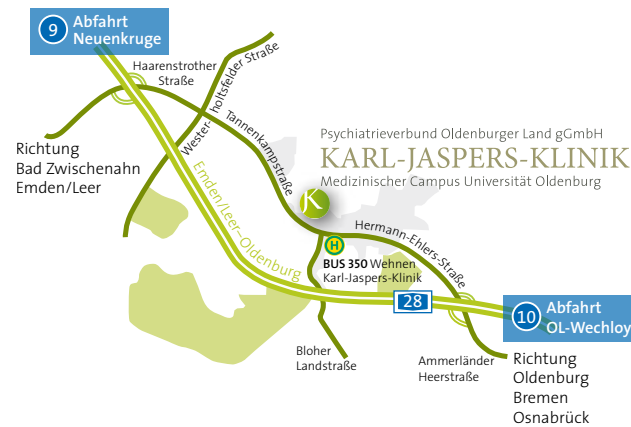 9
Abfahrt
Neuenkruge
Haarenstrother
Straße
Wester-
holtsfelder Straße
Tannenkampstraße
Richtung
Bad Zwischenahn
Emden/Leer
Psychiatrieverbund Oldenburger Land gGmbH
KARL-JASPERS-KLINIK
Medizinischer Campus Universität Oldenburg
K
Emden/Leer–Oldenburg
Hermann-Ehlers-Straße
H
BUS 350 Wehnen
Karl-Jaspers-Klinik
28
10
Abfahrt
OL-Wechloy
Bloher
Landstraße
Ammerländer
Heerstraße
Richtung
Oldenburg
Bremen
Osnabrück